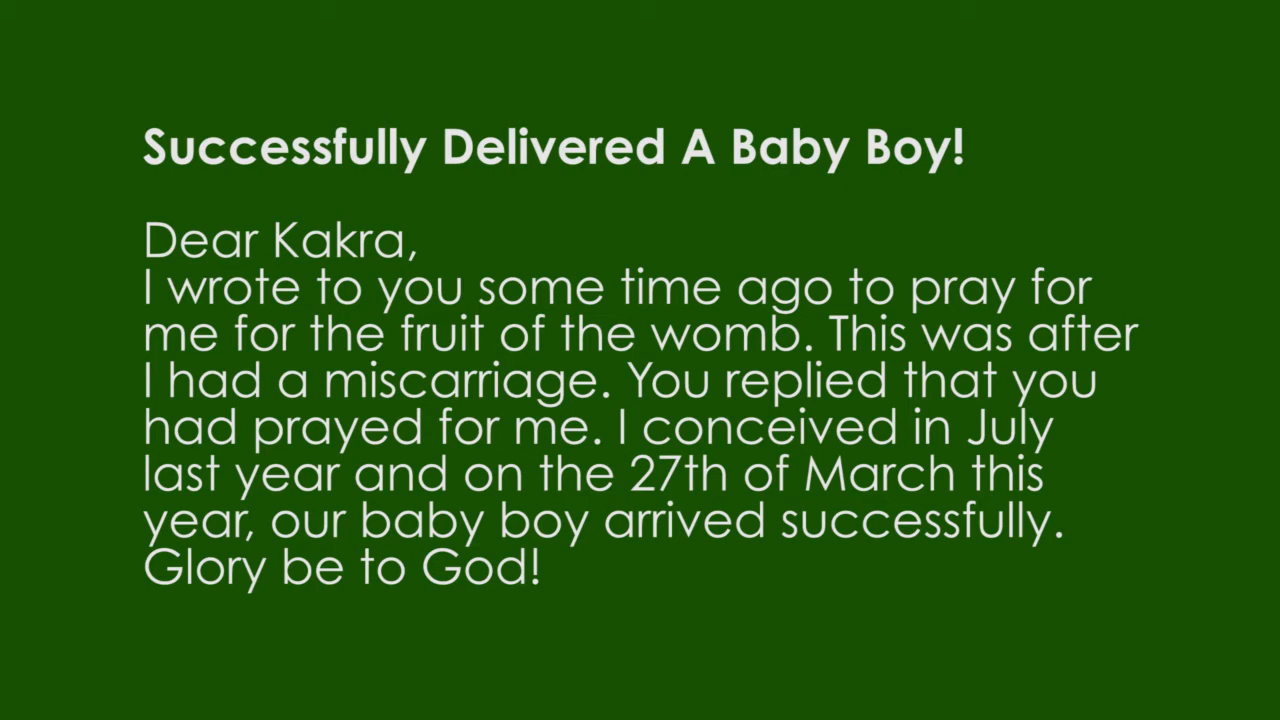 Successfully Delivered A Baby Boy!
Dear Kakra,
I wrote to you some time ago to pray for
me for the fruit of the womb. This was after
I had a miscarriage. You replied that you
had prayed for me. I conceived in July
last year and on the 27th of March this
year, our baby boy arrived successfully.
Glory be to God!